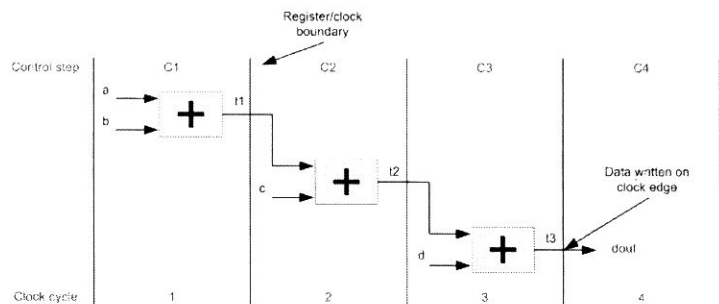 Register/clock
boundary
Control step C1 C2 C3 C4
a
t1
b
t2
Data written on
clock edge
c
t3
dout
d
Clock cycle 1 2 3 4